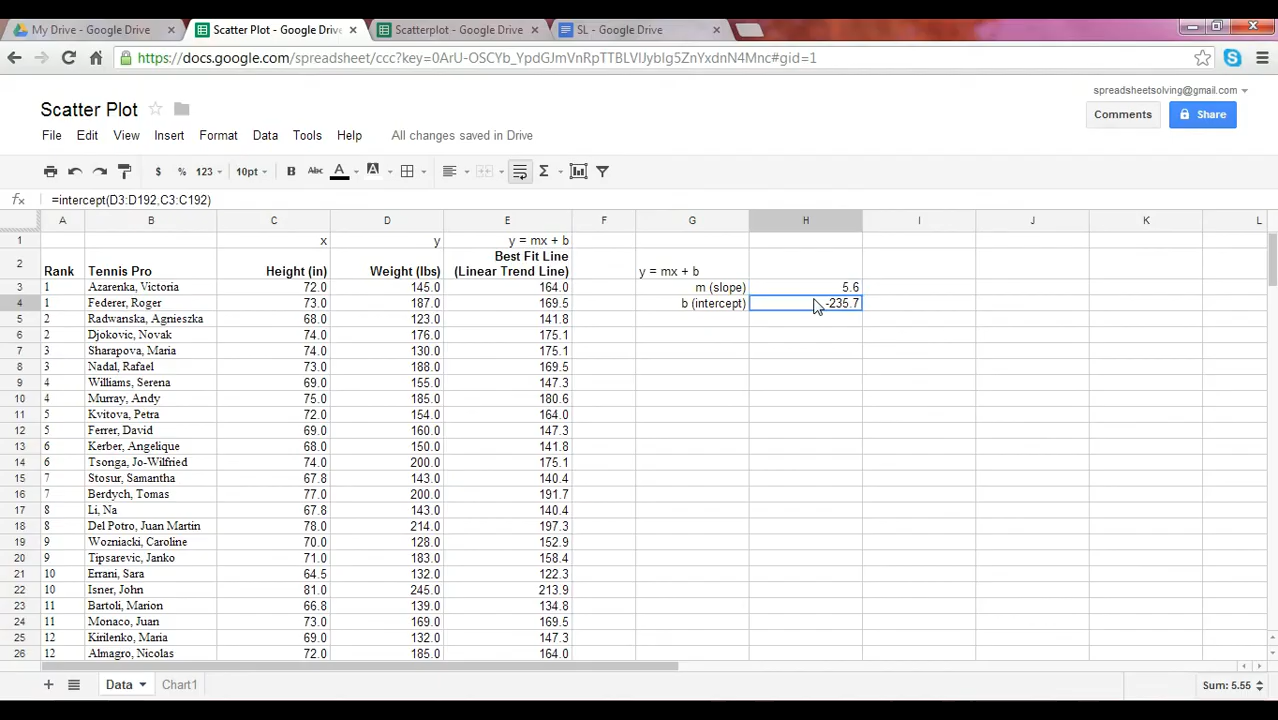 My Drive - Google Drive × Scatter Plot - Google Drive × Scatterplot - Google × SL - Google Drive ×
https://docs.google.com/spreadsheet/ccc?key=0ArU-OSCYb_YpdGJmVnRpTTBLVlJyblg5ZnYxdnN4Mnc#gid=1
spreadsheetsolving@gmail.com
Scatter Plot
Comments Share
File Edit View Insert Format Data Tools Help All changes saved in Drive
$ % 123 10pt B Abc A A Σ
fx =intercept(D3:D192,C3:C192)
A B C D E F G H I J K L
1 x y y = mx + b
Best Fit Line
2 Rank Tennis Pro Height (in) Weight (lbs) (Linear Trend Line) y = mx + b
3 1 Azarenka, Victoria 72.0 145.0 164.0 m (slope) 5.6
4 1 Federer, Roger 73.0 187.0 169.5 b (intercept) -235.7
5 2 Radwanska, Agnieszka 68.0 123.0 141.8
6 2 Djokovic, Novak 74.0 176.0 175.1
7 3 Sharapova, Maria 74.0 130.0 175.1
8 3 Nadal, Rafael 73.0 188.0 169.5
9 4 Williams, Serena 69.0 155.0 147.3
10 4 Murray, Andy 75.0 185.0 180.6
11 5 Kvitova, Petra 72.0 154.0 164.0
12 5 Ferrer, David 69.0 160.0 147.3
13 6 Kerber, Angelique 68.0 150.0 141.8
14 6 Tsonga, Jo-Wilfried 74.0 200.0 175.1
15 7 Stosur, Samantha 67.8 143.0 140.4
16 7 Berdych, Tomas 77.0 200.0 191.7
17 8 Li, Na 67.8 143.0 140.4
18 8 Del Potro, Juan Martin 78.0 214.0 197.3
19 9 Wozniacki, Caroline 70.0 128.0 152.9
20 9 Tipsarevic, Janko 71.0 183.0 158.4
21 10 Errani, Sara 64.5 132.0 122.3
22 10 Isner, John 81.0 245.0 213.9
23 11 Bartoli, Marion 66.8 139.0 134.8
24 11 Monaco, Juan 73.0 169.0 169.5
25 12 Kirilenko, Maria 69.0 132.0 147.3
26 12 Almagro, Nicolas 72.0 185.0 164.0
+ Data Chart1 Sum: 5.55